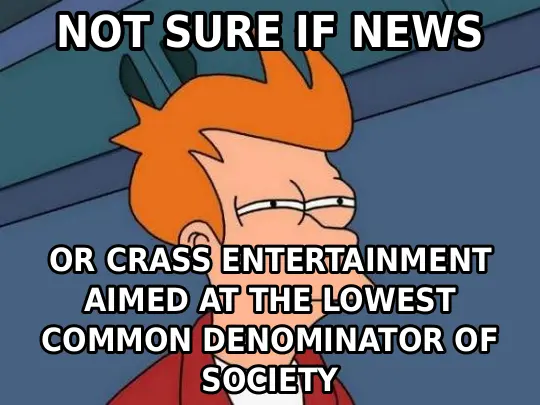 NOT SURE IF NEWS
OR CRASS ENTERTAINMENT
AIMED AT THE LOWEST
COMMON DENOMINATOR OF
SOCIETY